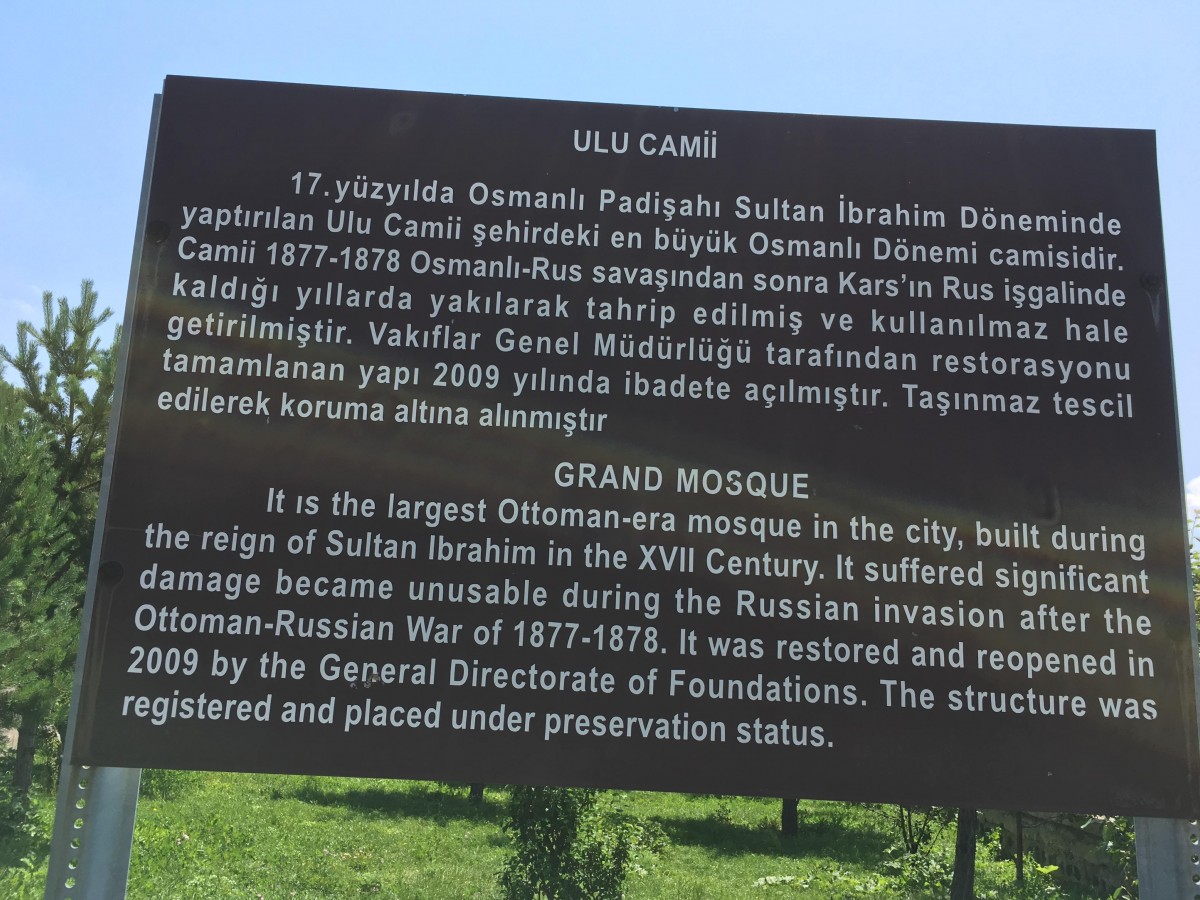 ULU CAMİİ
17.yüzyılda Osmanlı Padişahı Sultan İbrahim Döneminde
yaptırılan Ulu Camii şehirdeki en büyük Osmanlı Dönemi camisidir.
Camii 1877-1878 Osmanlı-Rus savaşından sonra Kars'ın Rus işgalinde
kaldığı yıllarda yakılarak tahrip edilmiş ve kullanılmaz hale
getirilmiştir. Vakıflar Genel Müdürlüğü tarafından restorasyonu
tamamlanan yapı 2009 yılında ibadete açılmıştır. Taşınmaz tescil
edilerek koruma altına alınmıştır
GRAND MOSQUE
It ıs the largest Ottoman-era mosque in the city, built during
the reign of Sultan Ibrahim in the XVII Century. It suffered significant
damage became unusable during the Russian invasion after the
Ottoman-Russian War of 1877-1878. It was restored and reopened in
2009 by the General Directorate of Foundations. The structure was
registered and placed under preservation status.